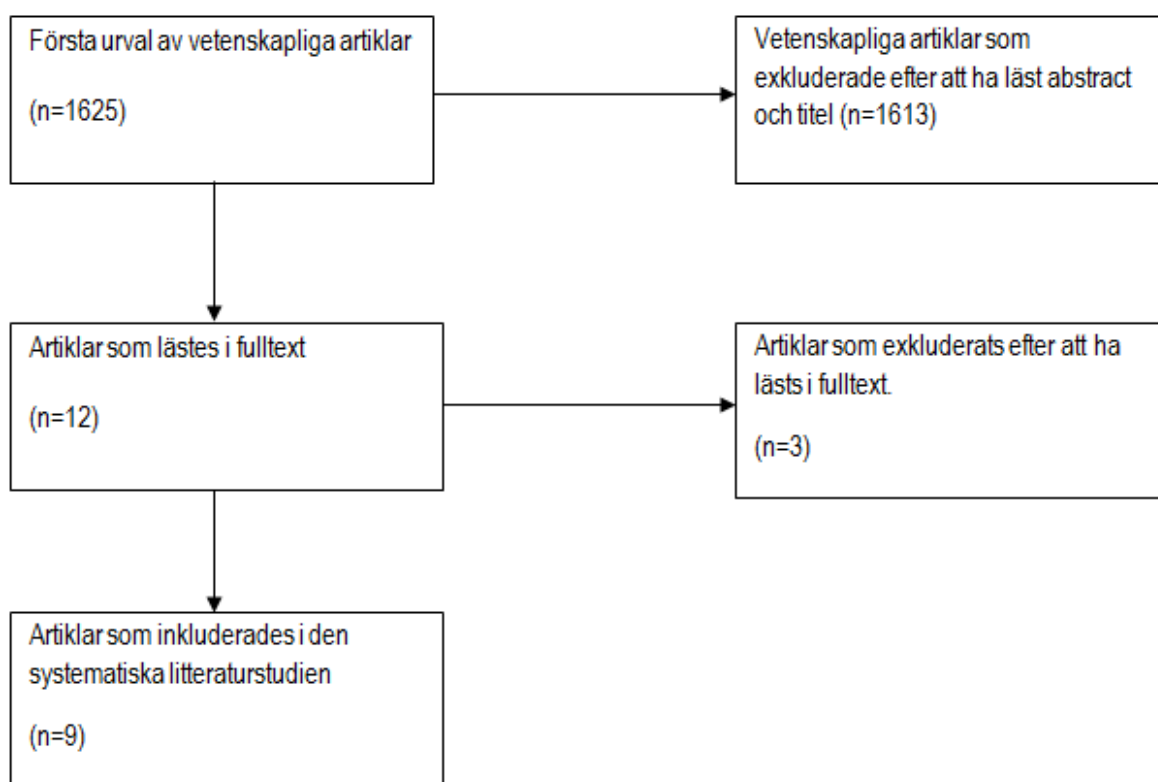 Första urval av vetenskapliga artiklar
(n=1625)
Vetenskapliga artiklar som
exkluderade efter att ha läst abstract
och titel (n=1613)
Artiklar som lästes i fulltext
(n=12)
Artiklar som exkluderats efter att ha
lästs i fulltext.
(n=3)
Artiklar som inkluderades i den
systematiska litteraturstudien
(n=9)